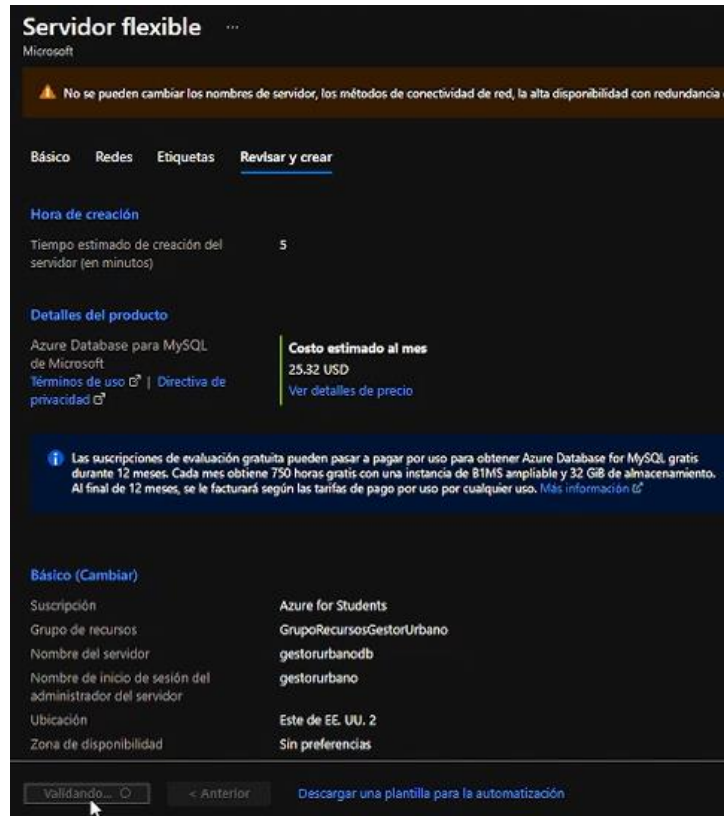 Servidor flexible ...
Microsoft
No se pueden cambiar los nombres de servidor, los métodos de conectividad de red, la alta disponibilidad con redundancia
Básico Redes Etiquetas Revisar y crear
Hora de creación
Tiempo estimado de creación del
servidor (en minutos)
5
Detalles del producto
Azure Database para MySQL
de Microsoft
Términos de uso | Directiva de
privacidad
Costo estimado al mes
25.32 USD
Ver detalles de precio
Las suscripciones de evaluación gratuita pueden pasar a pagar por uso para obtener Azure Database for MySQL gratis
durante 12 meses. Cada mes obtiene 750 horas gratis con una instancia de B1MS ampliable y 32 GiB de almacenamiento.
Al final de 12 meses, se le facturará según las tarifas de pago por uso por cualquier uso. Más información
Básico (Cambiar)
Suscripción Azure for Students
Grupo de recursos GrupoRecursosGestorUrbano
Nombre del servidor gestorurbanodb
Nombre de inicio de sesión del
administrador del servidor
gestorurbano
Ubicación Este de EE. UU. 2
Zona de disponibilidad Sin preferencias
Validando... < Anterior Descargar una plantilla para la automatización